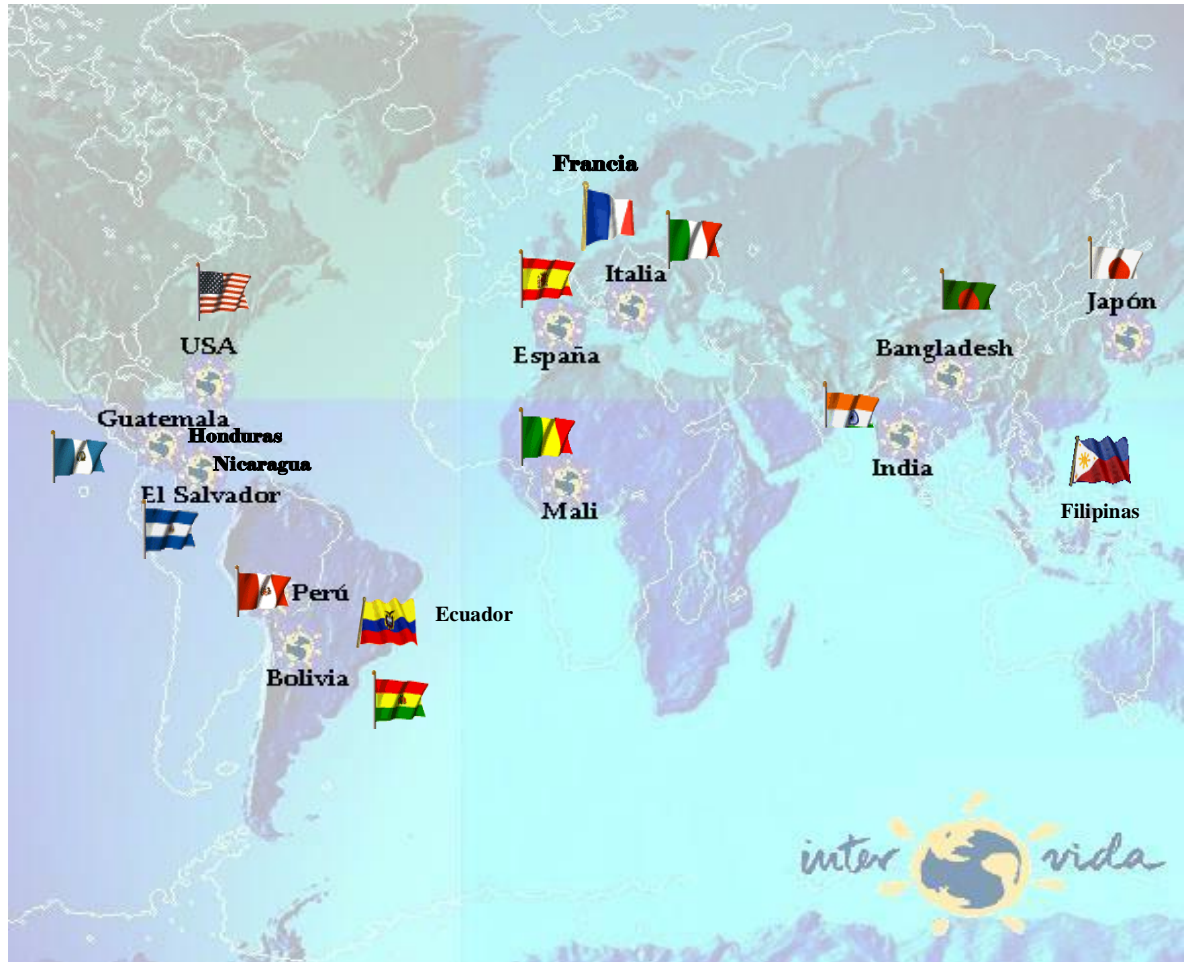 Francia
Italia
USA
España
Bangladesh
Japón
Guatemala
Honduras
Nicaragua
El Salvador
Mali
India
Filipinas
Perú
Ecuador
Bolivia
inter vida